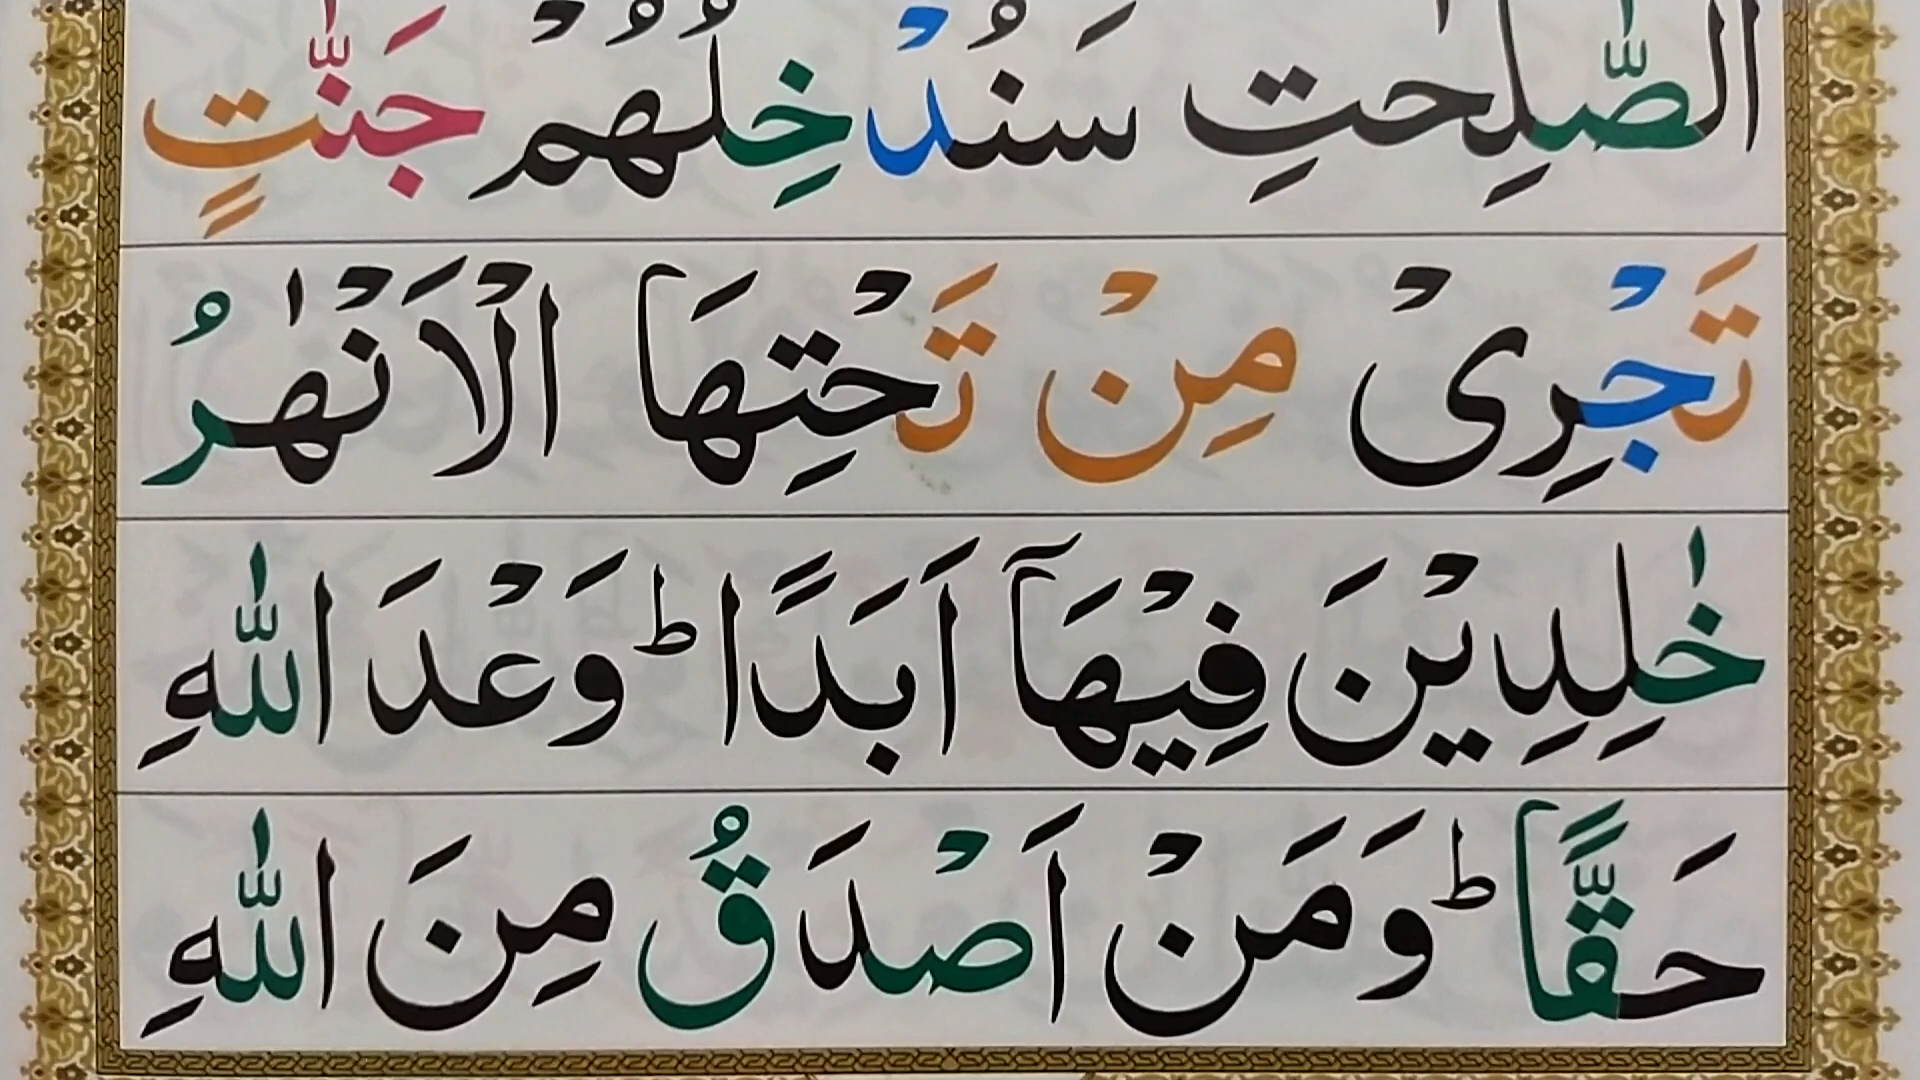 الصّٰلِحٰتِ سَنُدْخِلُهُمْ جَنّٰتٍ
تَجْرِیْ مِنْ تَحْتِهَا الْاَنْهٰرُ
خٰلِدِیْنَ فِیْهَاۤ اَبَدًاؕ وَعْدَ اللّٰهِ
حَقًّاؕ وَمَنْ اَصْدَقُ مِنَ اللّٰهِ